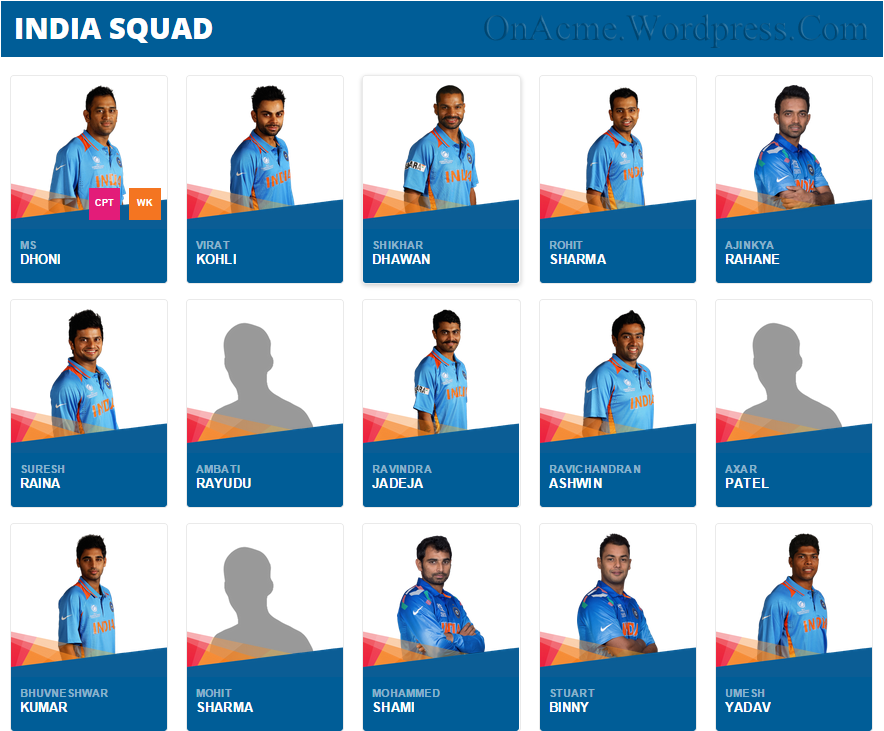 INDIA SQUAD
OnAcme.Wordpress.Com
CPT WK
MS
DHONI
VIRAT
KOHLI
SHIKHAR
DHAWAN
ROHIT
SHARMA
AJINKYA
RAHANE
SURESH
RAINA
AMBATI
RAYUDU
RAVINDRA
JADEJA
RAVICHANDRAN
ASHWIN
AXAR
PATEL
BHUVNESHWAR
KUMAR
MOHIT
SHARMA
MOHAMMED
SHAMI
STUART
BINNY
UMESH
YADAV